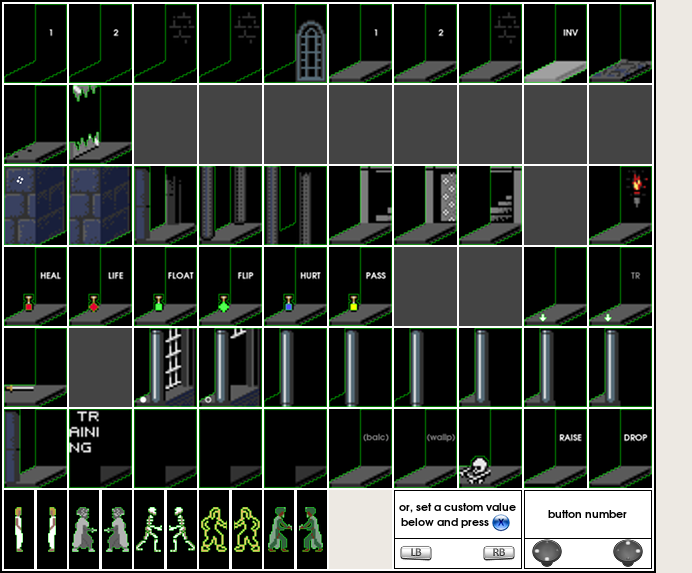 1
2
1
2
INV
HEAL
LIFE
FLOAT
FLIP
HURT
PASS
TR
TR
AINI
NG
(balc)
(wallp)
RAISE
DROP
or, set a custom value
below and press X
button number
LB
RB